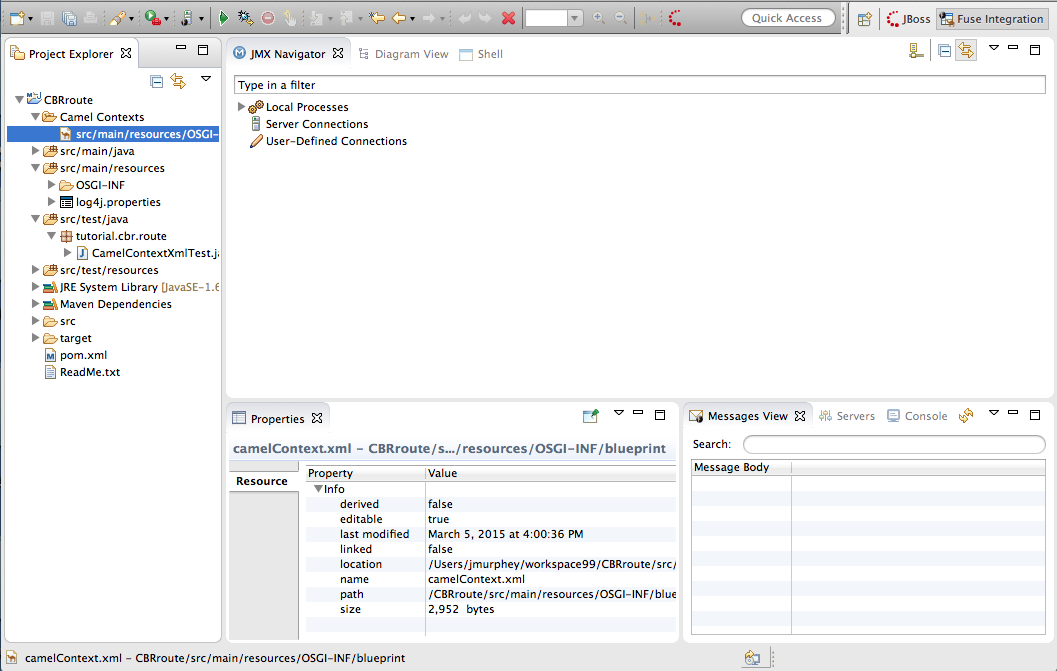 Quick Access
JBoss
Fuse Integration
Project Explorer
CBRroute
Camel Contexts
src/main/resources/OSGI-
src/main/java
src/main/resources
OSGI-INF
log4j.properties
src/test/java
tutorial.cbr.route
CamelContextXmlTest.ja
src/test/resources
JRE System Library [JavaSE-1.6
Maven Dependencies
src
target
pom.xml
ReadMe.txt
JMX Navigator
Diagram View
Shell
Type in a filter
Local Processes
Server Connections
User-Defined Connections
Properties
camelContext.xml – CBRroute/s.../resources/OSGI-INF/blueprint
Resource
Property Value
Info
derived false
editable true
last modified March 5, 2015 at 4:00:36 PM
linked false
location /Users/jmurphey/workspace99/CBRroute/src/
name camelContext.xml
path /CBRroute/src/main/resources/OSGI-INF/blue
size 2,952 bytes
Messages View
Servers
Console
Search:
Message Body
camelContext.xml – CBRroute/src/main/resources/OSGI-INF/blueprint